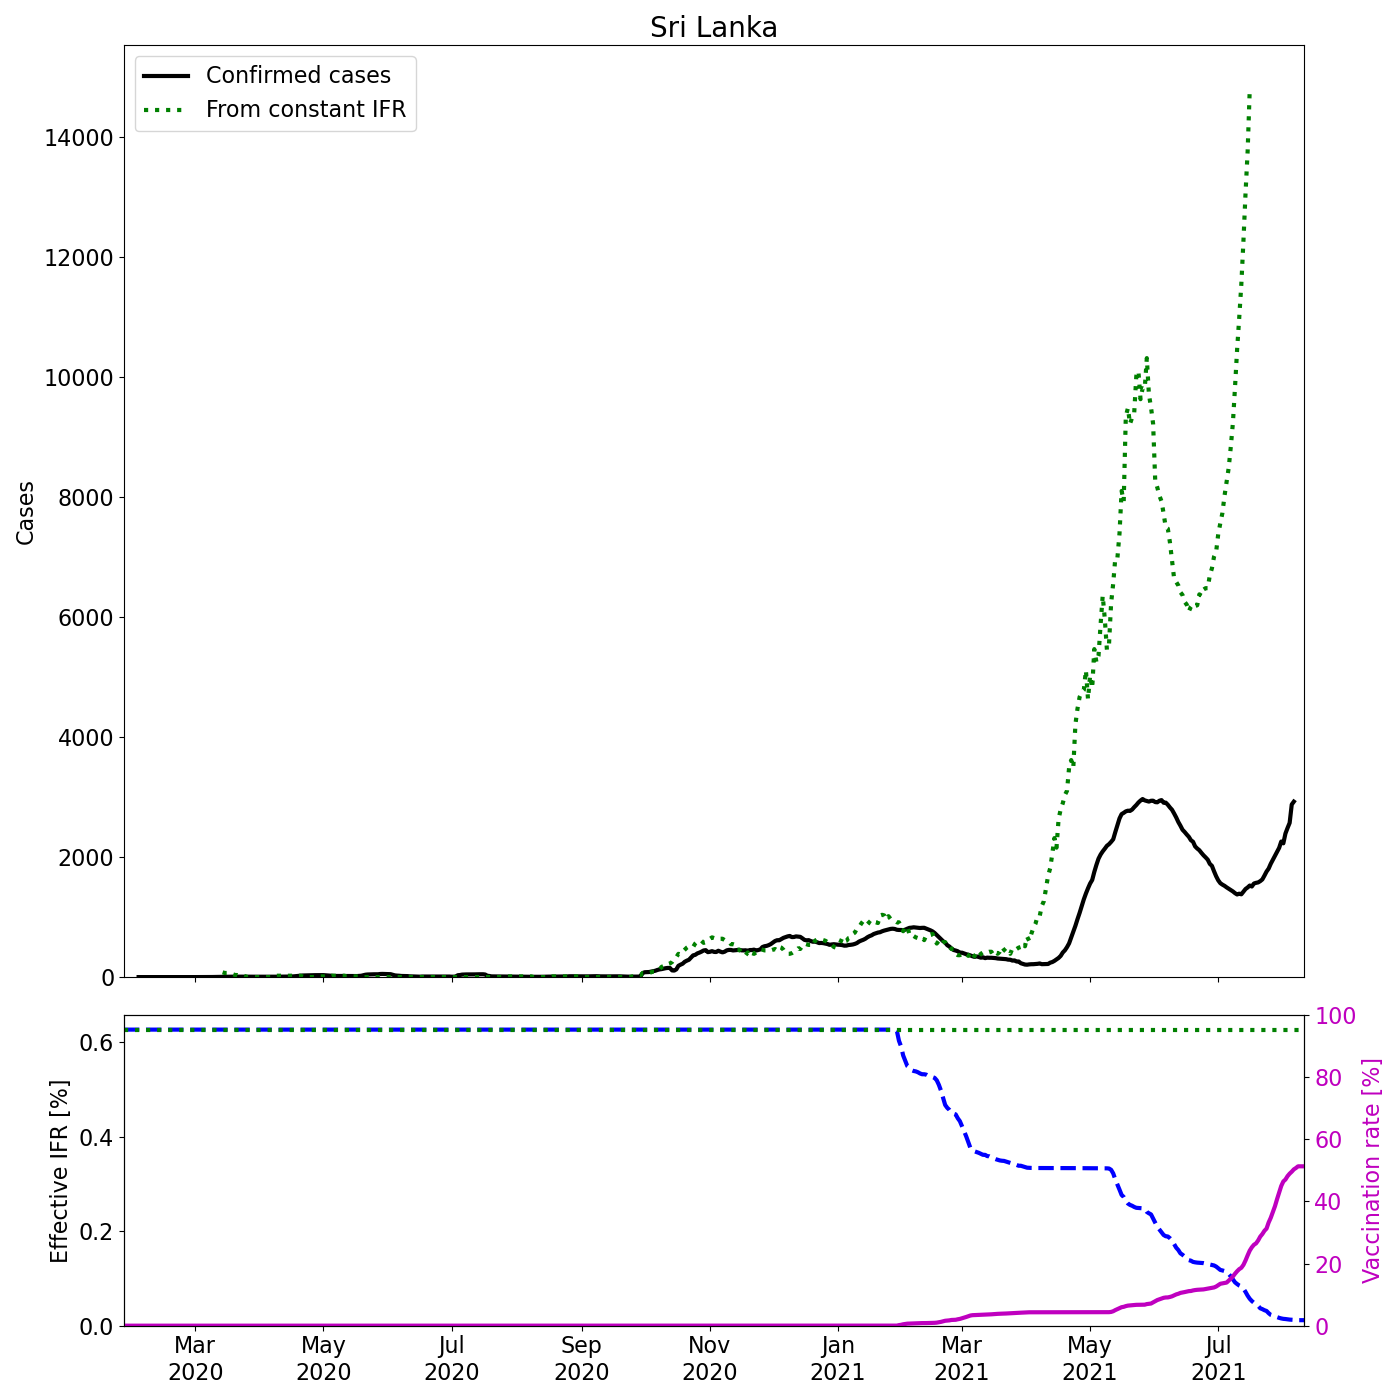 Sri Lanka
Confirmed cases
From constant IFR
Cases
14000
12000
10000
8000
6000
4000
2000
0
Effective IFR [%]
0.6
0.4
0.2
0.0
100
80
60
40
20
0
Vaccination rate [%]
Mar
2020
May
2020
Jul
2020
Sep
2020
Nov
2020
Jan
2021
Mar
2021
May
2021
Jul
2021